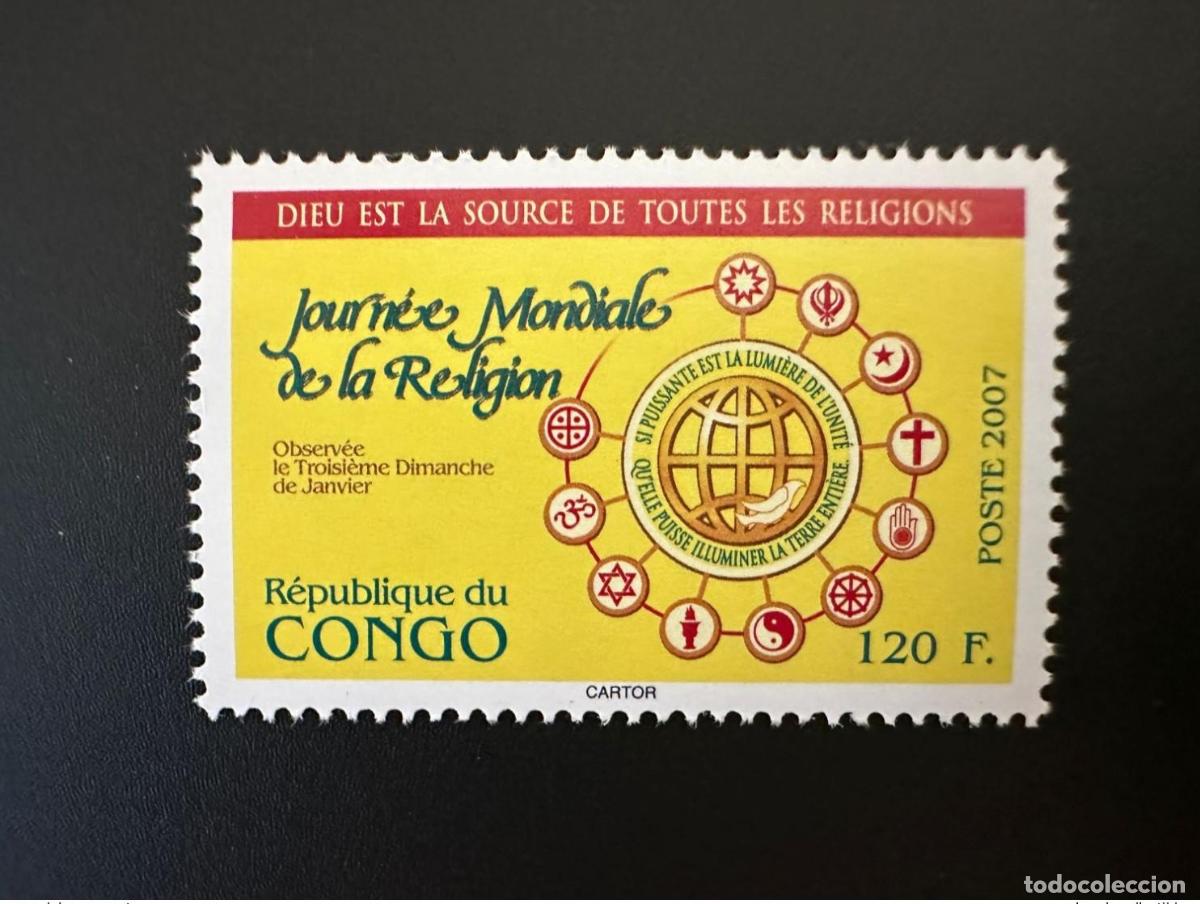 DIEU EST LA SOURCE DE TOUTES LES RELIGIONS
Journée Mondiale
de la Religion
Observée
le Troisième Dimanche
de Janvier
SI PUISSANTE EST LA LUMIÈRE DE L'UNITÉ
QU'ELLE PUISSE ILLUMINER LA TERRE ENTIÈRE.
POSTE 2007
République du
CONGO
120 F.
CARTOR
todocoleccion